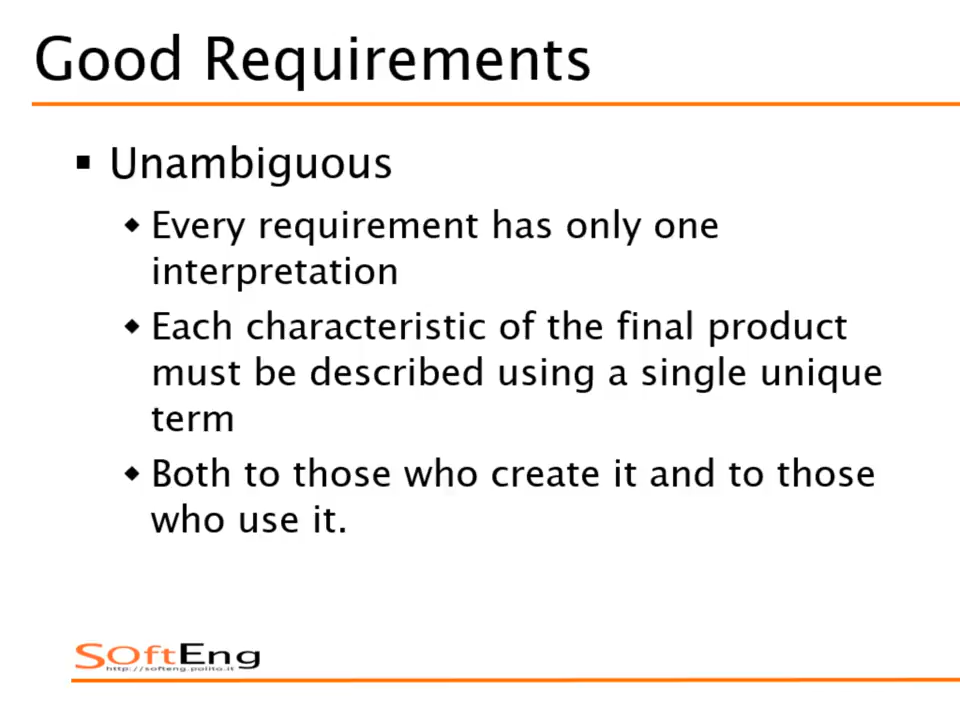 Good Requirements
▪ Unambiguous
◆ Every requirement has only one
interpretation
◆ Each characteristic of the final product
must be described using a single unique
term
◆ Both to those who create it and to those
who use it.
SOftEng
http://softeng.polito.it